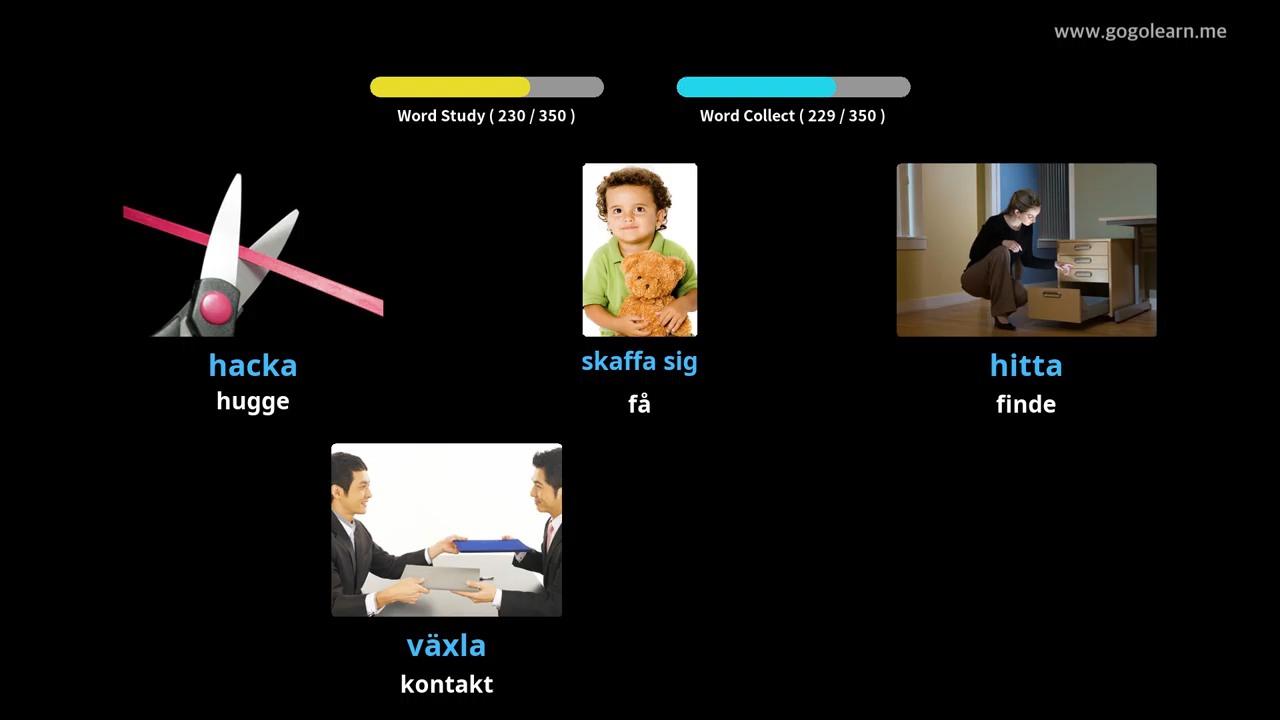 www.gogolearn.me
Word Study ( 230 / 350 )
Word Collect ( 229 / 350 )
hacka
hugge
skaffa sig
få
hitta
finde
växla
kontakt